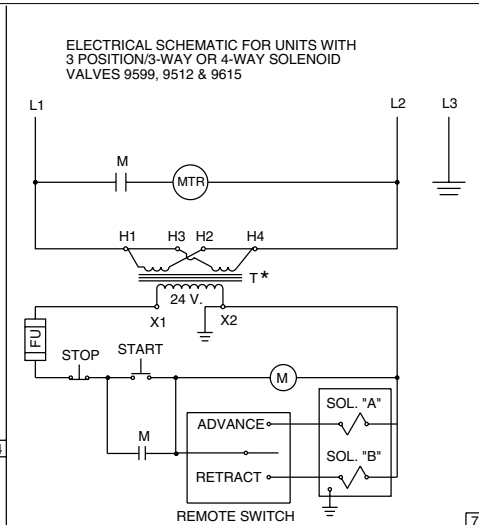 ELECTRICAL SCHEMATIC FOR UNITS WITH
3 POSITION/3-WAY OR 4-WAY SOLENOID
VALVES 9599, 9512 & 9615
L1
L2
L3
M
MTR
H1
H3
H2
H4
T*
24 V.
X1
X2
FU
STOP
START
M
M
SOL. "A"
ADVANCE
SOL. "B"
RETRACT
REMOTE SWITCH
4
7